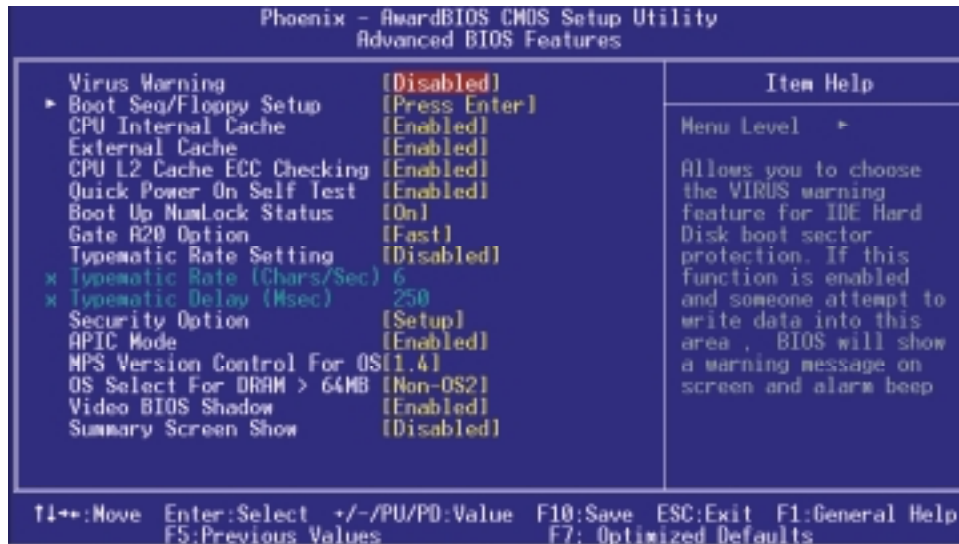 Phoenix - AwardBIOS CMOS Setup Utility
Advanced BIOS Features
Virus Warning [Disabled]
► Boot Seq/Floppy Setup [Press Enter]
CPU Internal Cache [Enabled]
External Cache [Enabled]
CPU L2 Cache ECC Checking [Enabled]
Quick Power On Self Test [Enabled]
Boot Up NumLock Status [On]
Gate A20 Option [Fast]
Typematic Rate Setting [Disabled]
x Typematic Rate (Chars/Sec) 6
x Typematic Delay (Msec) 250
Security Option [Setup]
APIC Mode [Enabled]
MPS Version Control For OS[1.4]
OS Select For DRAM > 64MB [Non-OS2]
Video BIOS Shadow [Enabled]
Summary Screen Show [Disabled]
Item Help
Menu Level ►
Allows you to choose
the VIRUS warning
feature for IDE Hard
Disk boot sector
protection. If this
function is enabled
and someone attempt to
write data into this
area , BIOS will show
a warning message on
screen and alarm beep
↑↓→←:Move Enter:Select +/-/PU/PD:Value F10:Save ESC:Exit F1:General Help
F5:Previous Values F7: Optimized Defaults